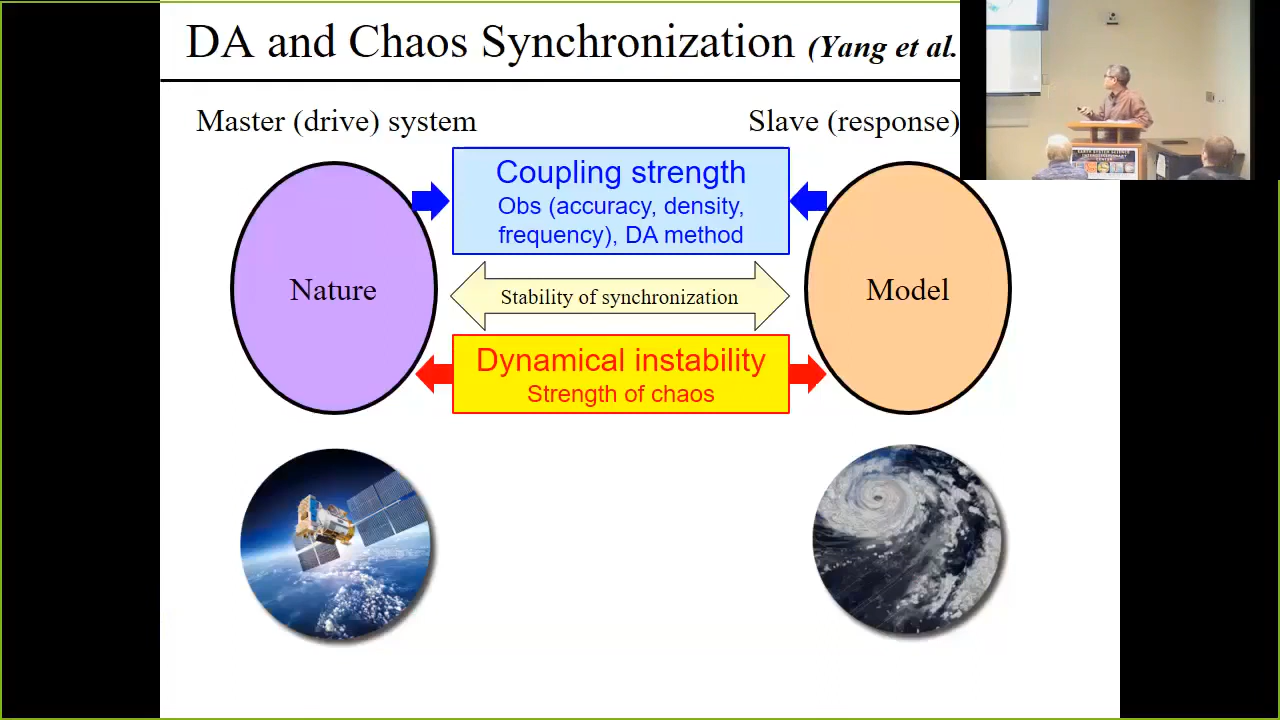 DA and Chaos Synchronization (Yang et al.
Master (drive) system
Slave (response)
Coupling strength
Obs (accuracy, density,
frequency), DA method
Nature
Stability of synchronization
Model
Dynamical instability
Strength of chaos